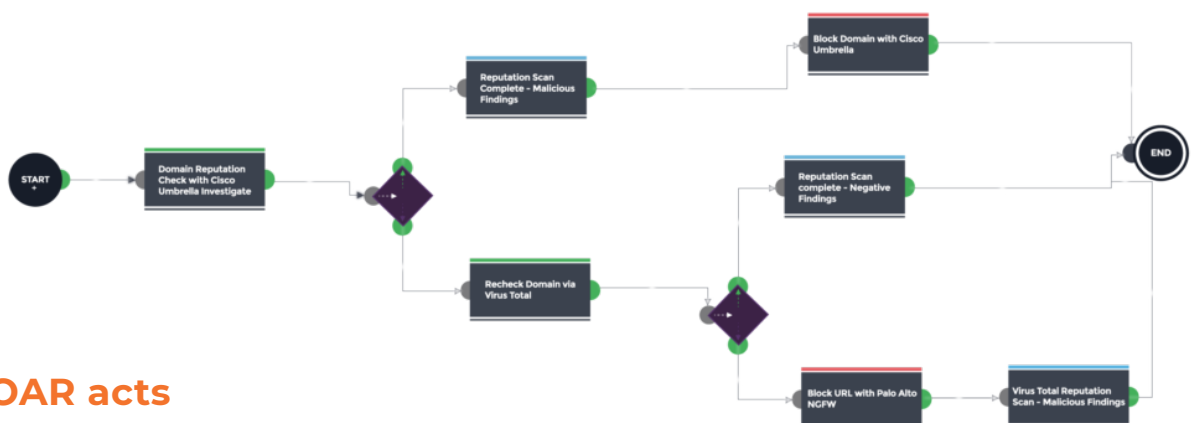 START
+
Domain Reputation
Check with Cisco
Umbrella Investigate
Reputation Scan
Complete - Malicious
Findings
Block Domain with Cisco
Umbrella
Recheck Domain via
Virus Total
Reputation Scan
complete - Negative
Findings
Block URL with Palo Alto
NGFW
Virus Total Reputation
Scan - Malicious Findings
END
OAR acts